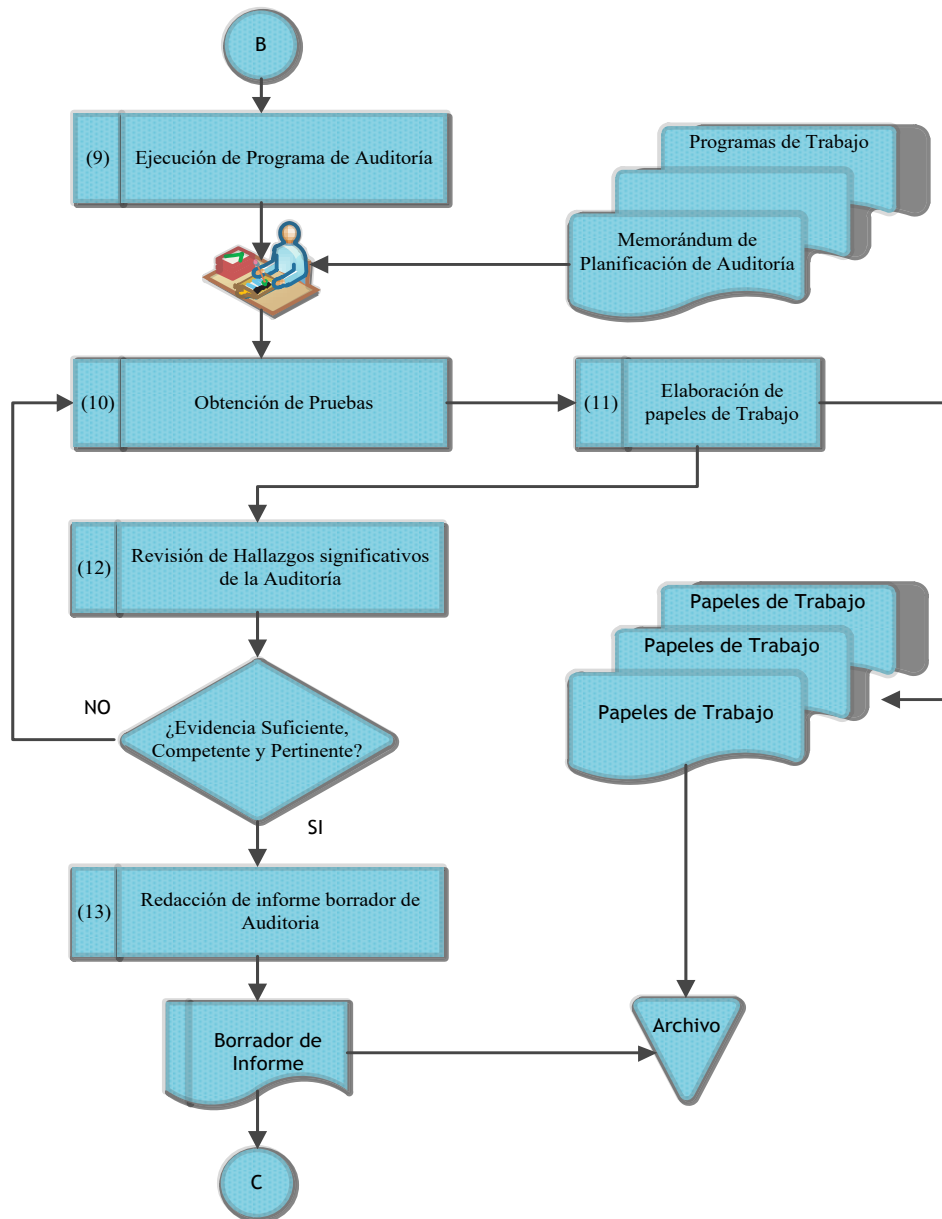 B
(9)
Ejecución de Programa de Auditoría
Programas de Trabajo
Memorándum de
Planificación de Auditoría
(10)
Obtención de Pruebas
(11)
Elaboración de
papeles de Trabajo
(12)
Revisión de Hallazgos significativos
de la Auditoría
Papeles de Trabajo
Papeles de Trabajo
Papeles de Trabajo
NO
¿Evidencia Suficiente,
Competente y Pertinente?
SI
(13)
Redacción de informe borrador de
Auditoria
Borrador de
Informe
Archivo
C